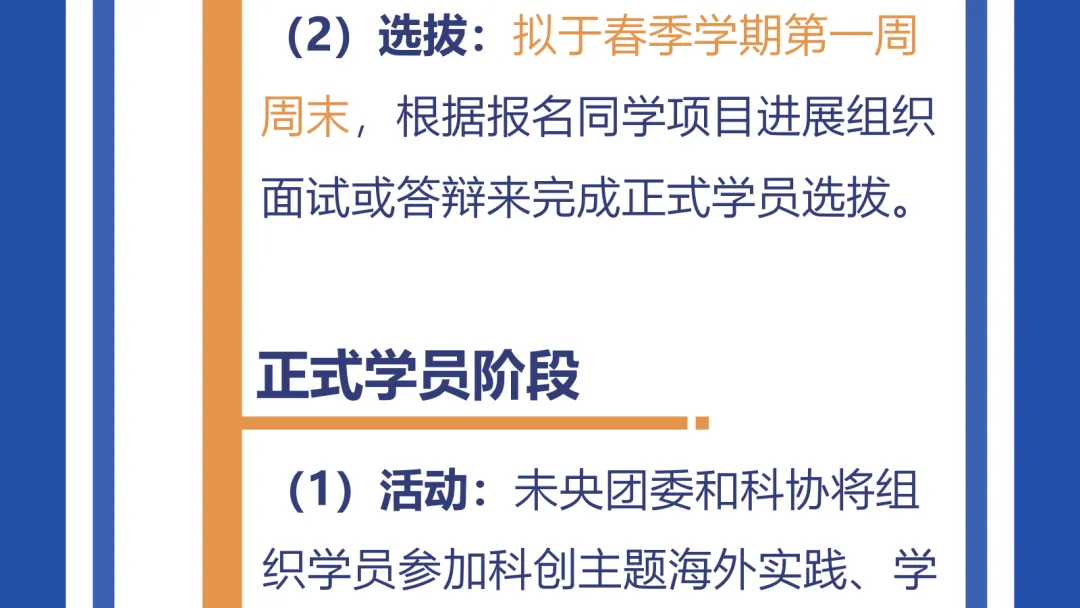 （2）选拔：拟于春季学期第一周
周末，根据报名同学项目进展组织
面试或答辩来完成正式学员选拔。
正式学员阶段
（1）活动：未央团委和科协将组
织学员参加科创主题海外实践、学